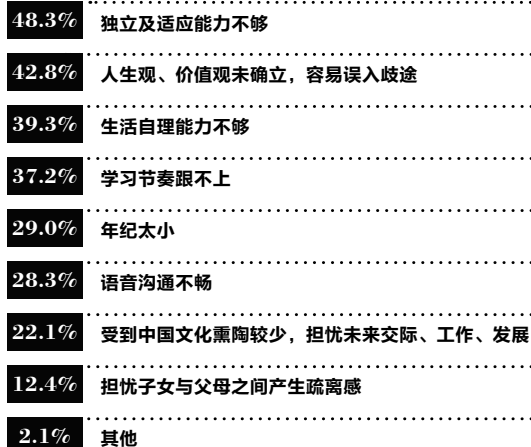 48.3% 独立及适应能力不够
42.8% 人生观、价值观未确立，容易误入歧途
39.3% 生活自理能力不够
37.2% 学习节奏跟不上
29.0% 年纪太小
28.3% 语音沟通不畅
22.1% 受到中国文化熏陶较少，担忧未来交际、工作、发展
12.4% 担忧子女与父母之间产生疏离感
2.1% 其他